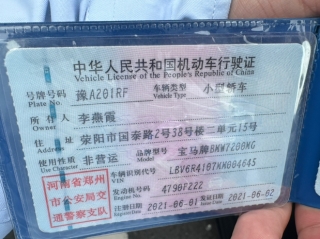 中华人民共和国机动车行驶证
Vehicle License of the People's Republic of China
号牌号码 豫A201RF 车辆类型 小型轿车
Plate No. Vehicle Type
所有人 李燕霞
Owner
住址 荥阳市国泰路2号38号楼二单元15号
Address
使用性质 非营运 品牌型号 宝马牌BMW7200MG
Use Character Model
河南省郑州市公安局交通警察支队
车辆识别代号 LBV6R4107KM004645
VIN
发动机号码 4796F222
Engine No.
注册日期 2021-06-01 发证日期 2021-06-02
Register Date Issue Date